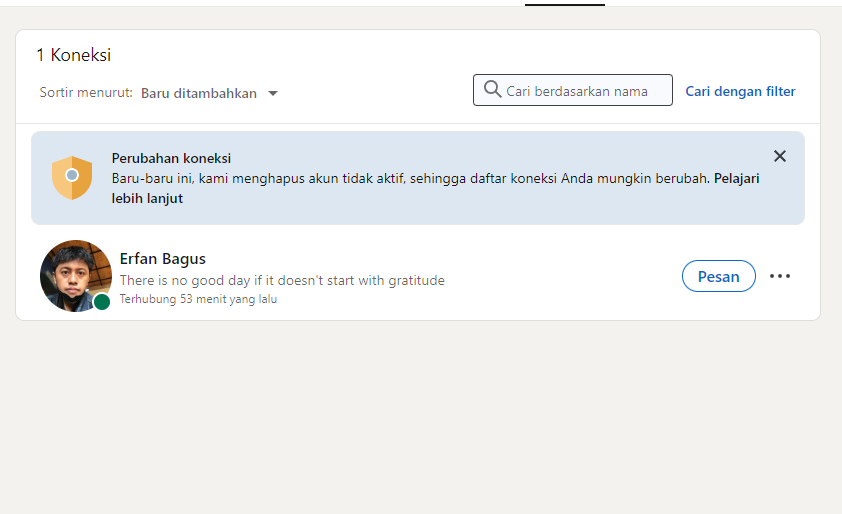 1 Koneksi
Sortir menurut: Baru ditambahkan
Cari berdasarkan nama
Cari dengan filter
Perubahan koneksi
Baru-baru ini, kami menghapus akun tidak aktif, sehingga daftar koneksi Anda mungkin berubah. Pelajari
lebih lanjut
Erfan Bagus
There is no good day if it doesn't start with gratitude
Terhubung 53 menit yang lalu
Pesan